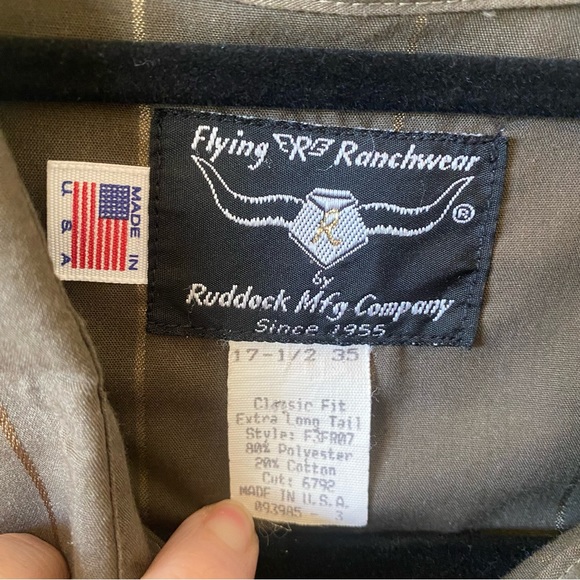 Flying R Ranchwear
®
R
by
Ruddock Mfg Company
Since 1955
MADE IN
U S A
17-1/2 35
Classic Fit
Extra Long Tail
Style: F3FR07
80% Polyester
20% Cotton
Cut: 6792
MADE IN U.S.A.
093985 - 3